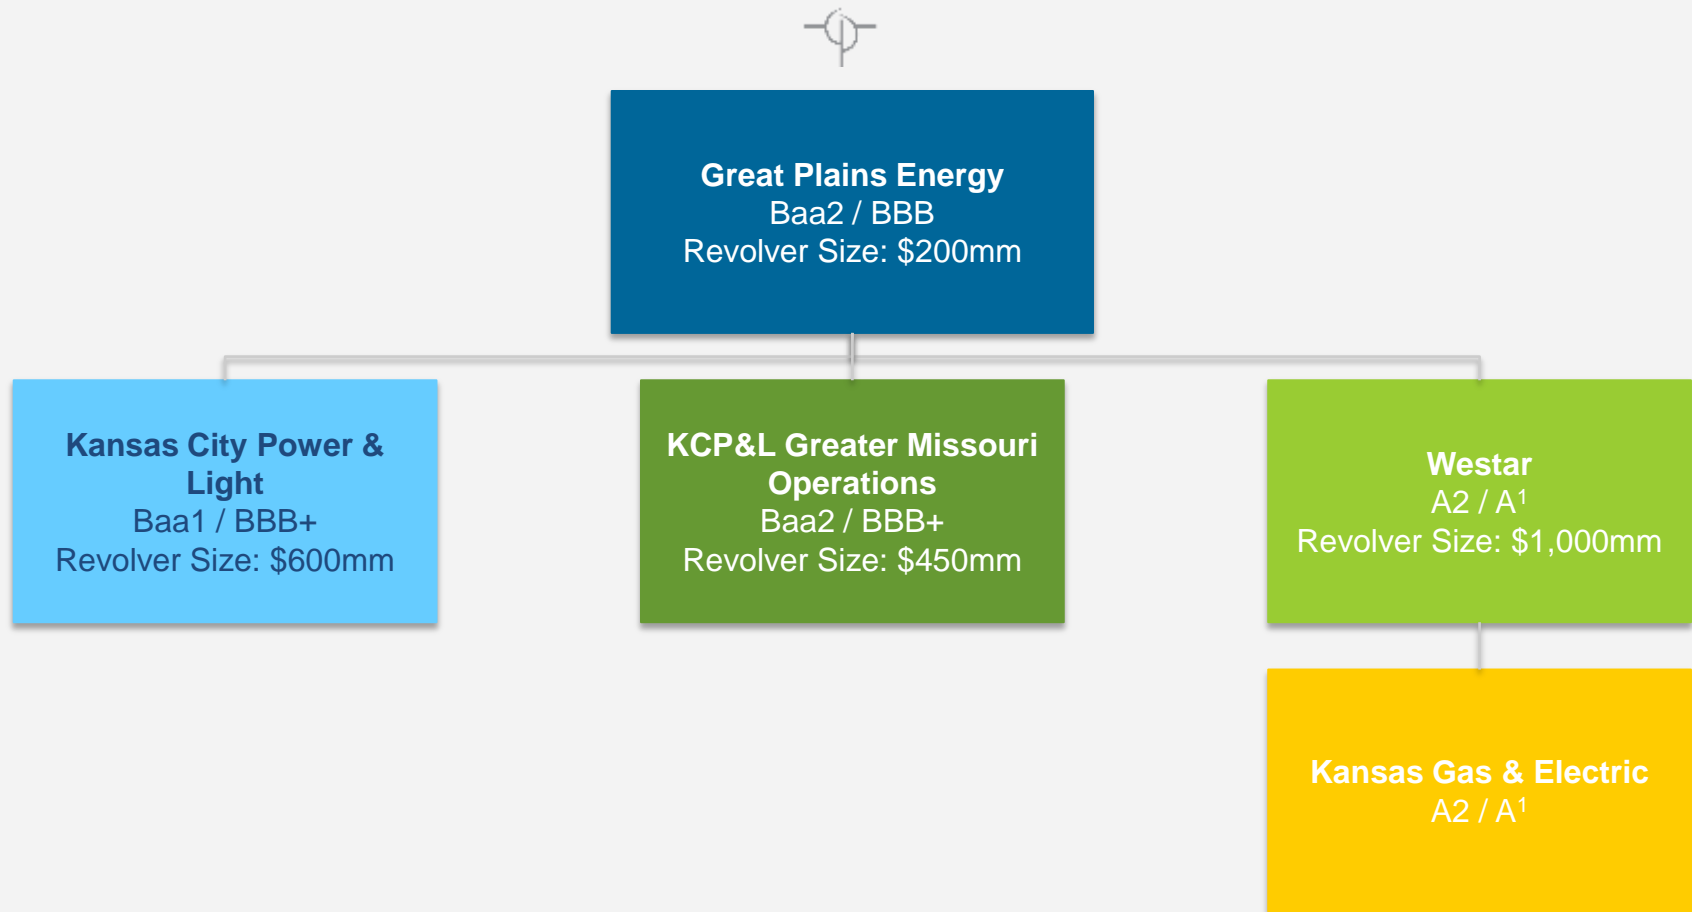 Great Plains Energy
Baa2 / BBB
Revolver Size: $200mm
Kansas City Power &
Light
Baa1 / BBB+
Revolver Size: $600mm
KCP&L Greater Missouri
Operations
Baa2 / BBB+
Revolver Size: $450mm
Westar
A2 / A¹
Revolver Size: $1,000mm
Kansas Gas & Electric
A2 / A¹